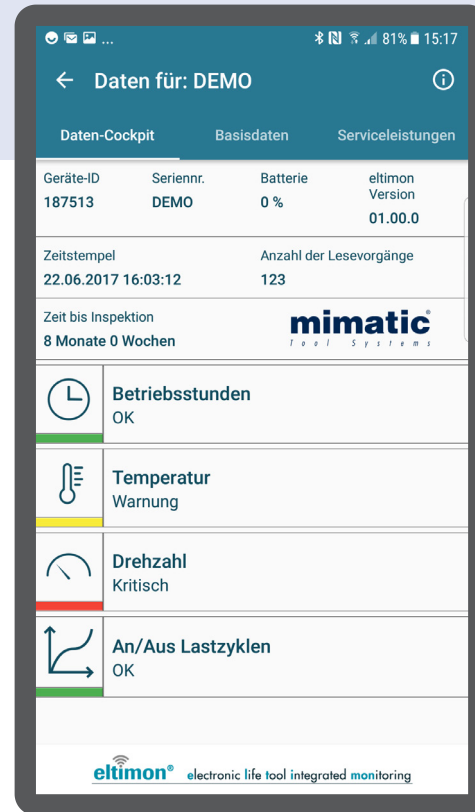 ... 81% 15:17
Daten für: DEMO
Daten-Cockpit Basisdaten Serviceleistungen
Geräte-ID Seriennr. Batterie eltimon
Version
187513 DEMO 0 % 01.00.0
Zeitstempel Anzahl der Lesevorgänge
22.06.2017 16:03:12 123
Zeit bis Inspektion
8 Monate 0 Wochen
mimatic®
Tool Systems
Betriebsstunden
OK
Temperatur
Warnung
Drehzahl
Kritisch
An/Aus Lastzyklen
OK
eltimon® electronic life tool integrated monitoring